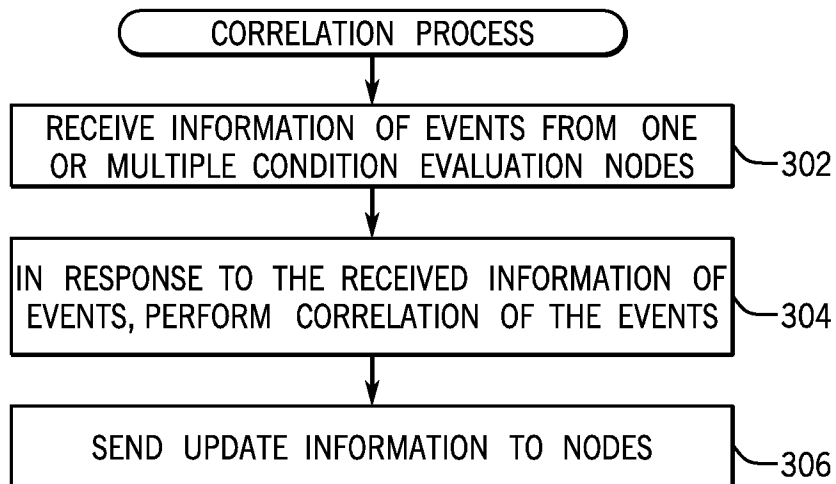 CORRELATION PROCESS
RECEIVE INFORMATION OF EVENTS FROM ONE
OR MULTIPLE CONDITION EVALUATION NODES
302
IN RESPONSE TO THE RECEIVED INFORMATION OF
EVENTS, PERFORM CORRELATION OF THE EVENTS
304
SEND UPDATE INFORMATION TO NODES
306